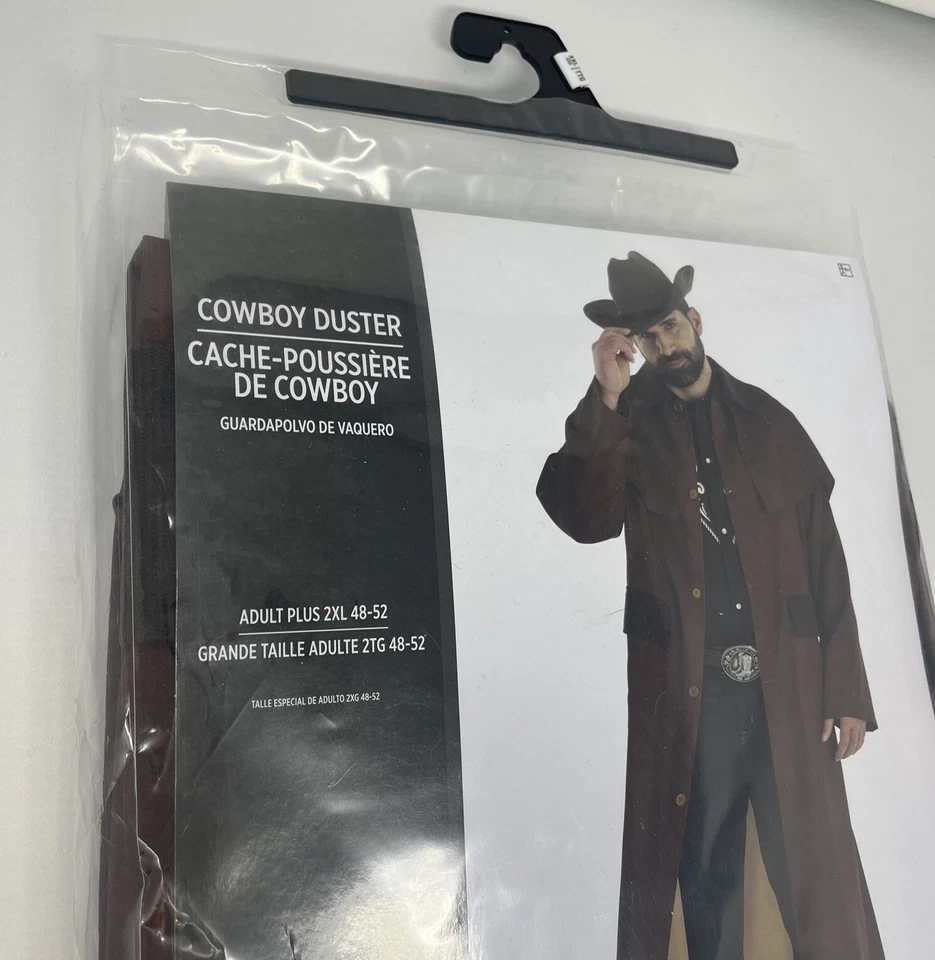 COWBOY DUSTER
CACHE-POUSSIÈRE
DE COWBOY
GUARDAPOLVO DE VAQUERO
ADULT PLUS 2XL 48-52
GRANDE TAILLE ADULTE 2TG 48-52
TALLE ESPECIAL DE ADULTO 2XG 48-52